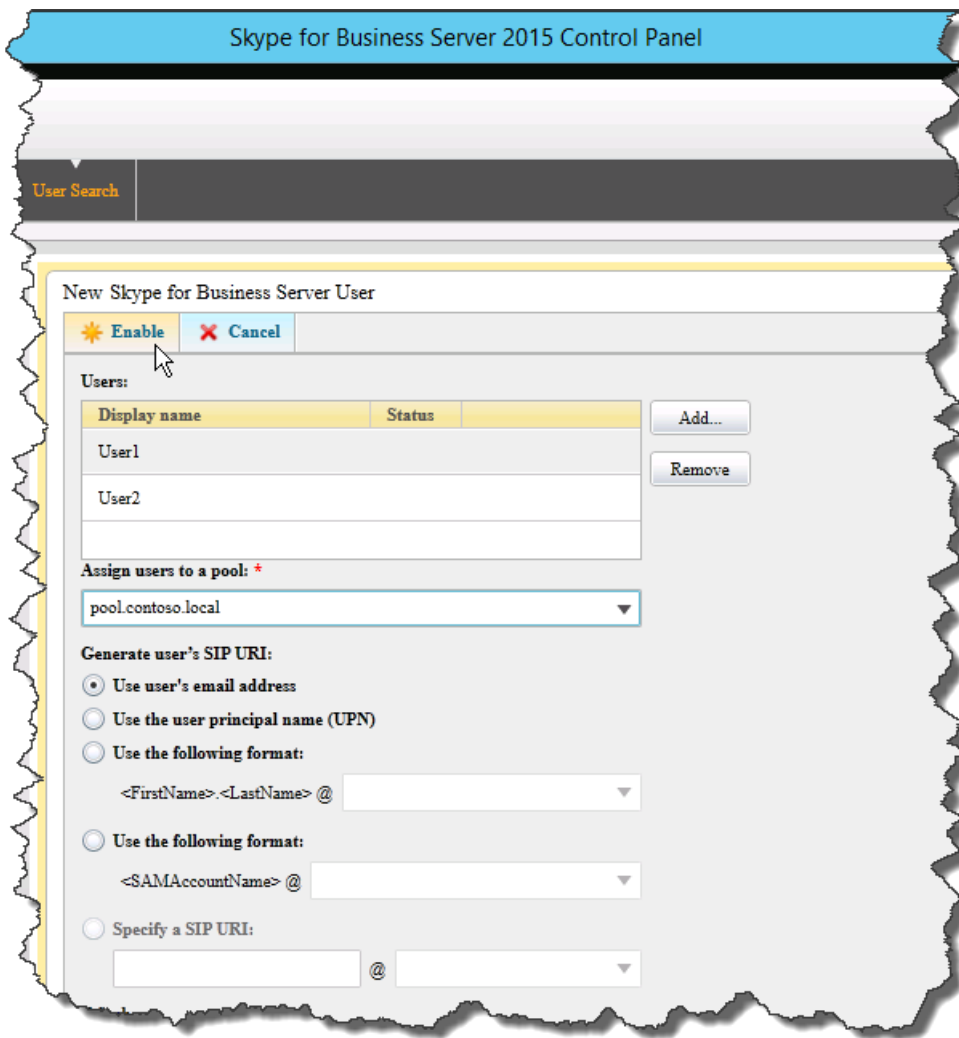 Skype for Business Server 2015 Control Panel
User Search
New Skype for Business Server User
Enable Cancel
Users:
Display name Status
Add...
User1
Remove
User2
Assign users to a pool: *
pool.contoso.local
Generate user's SIP URI:
Use user's email address
Use the user principal name (UPN)
Use the following format:
<FirstName>.<LastName> @
Use the following format:
<SAMAccountName> @
Specify a SIP URI:
@